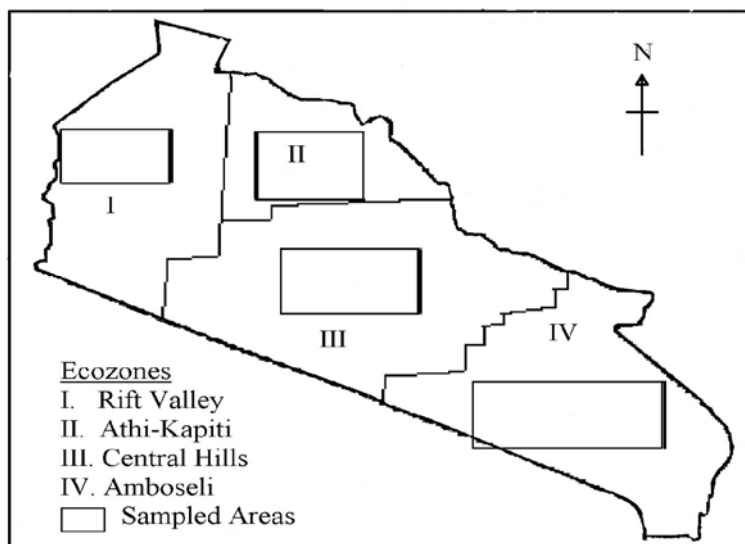 N
II
I
III
IV
Ecozones
I. Rift Valley
II. Athi-Kapiti
III. Central Hills
IV. Amboseli
Sampled Areas